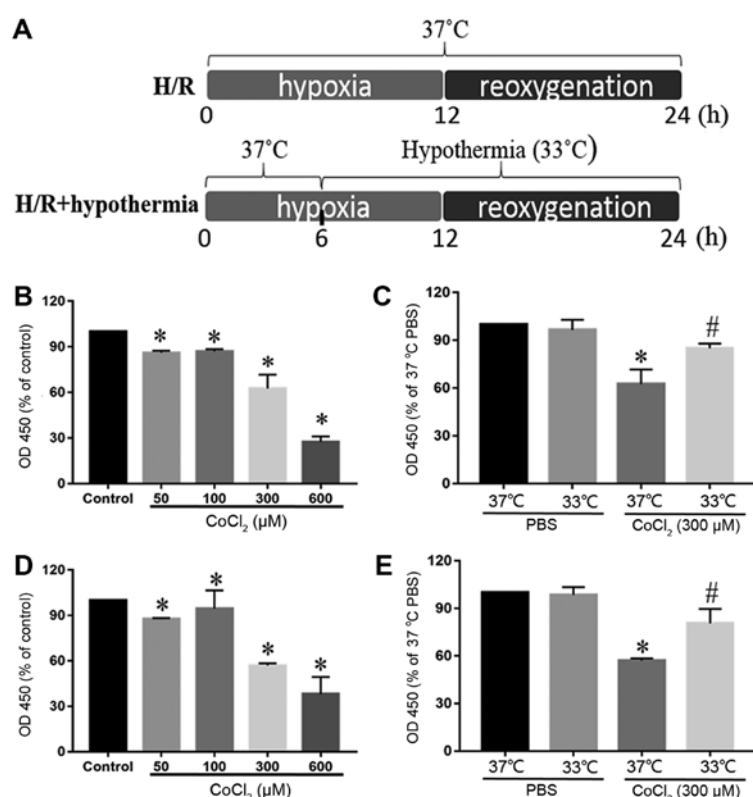 A
37°C
H/R
hypoxia
reoxygenation
0
12
24 (h)
37°C
Hypothermia (33°C)
H/R+hypothermia
hypoxia
reoxygenation
0
6
12
24 (h)
B
OD 450 (% of control)
120
90
60
30
0
*
*
*
*
Control
50
100
300
600
CoCl₂ (µM)
C
OD 450 (% of 37 °C PBS)
120
90
60
30
0
*
#
37°C
33°C
37°C
33°C
PBS
CoCl₂ (300 µM)
D
OD 450 (% of control)
120
90
60
30
0
*
*
*
*
Control
50
100
300
600
CoCl₂ (µM)
E
OD 450 (% of 37 °C PBS)
120
90
60
30
0
*
#
37°C
33°C
37°C
33°C
PBS
CoCl₂ (300 µM)